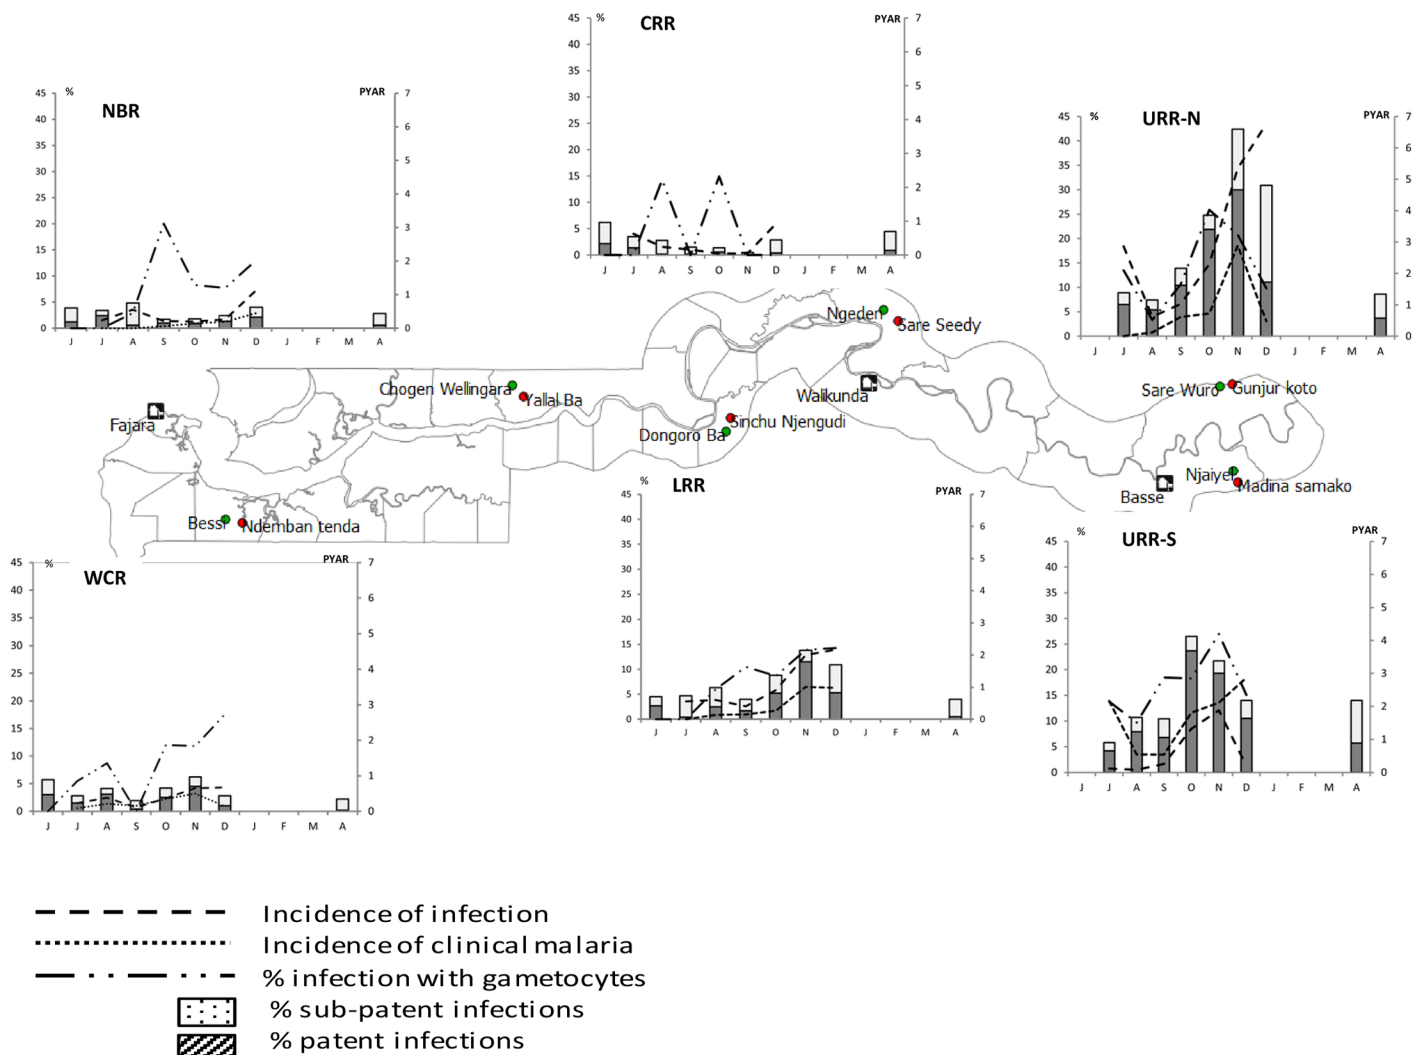 CRR
% PYAR
45 40 35 30 25 20 15 10 5 0
7 6 5 4 3 2 1 0
J J A S O N D J F M A
NBR
% PYAR
45 40 35 30 25 20 15 10 5 0
7 6 5 4 3 2 1 0
J J A S O N D J F M A
URR-N
% PYAR
45 40 35 30 25 20 15 10 5 0
7 6 5 4 3 2 1 0
J J A S O N D J F M A
Ngeden
Sare Seedy
Chogen Wellingara
Yallal Ba
Walikunda
Sare Wuro
Gunjur koto
Fajara
Sinchu Njengudi
Dongoro Ba
Njaiyel
Madina samako
Basse
Bessi
Ndemban tenda
LRR
% PYAR
45 40 35 30 25 20 15 10 5 0
7 6 5 4 3 2 1 0
J J A S O N D J F M A
URR-S
% PYAR
45 40 35 30 25 20 15 10 5 0
7 6 5 4 3 2 1 0
J J A S O N D J F M A
WCR
% PYAR
45 40 35 30 25 20 15 10 5 0
7 6 5 4 3 2 1 0
J J A S O N D J F M A
Incidence of infection
Incidence of clinical malaria
% infection with gametocytes
% sub-patent infections
% patent infections